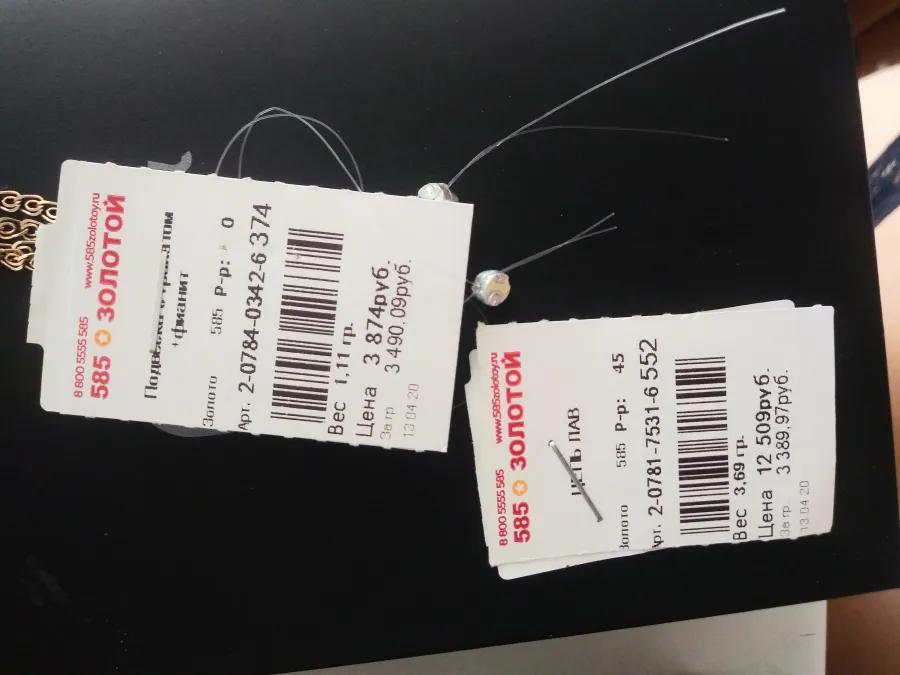 8 800 5555 585 www.585zolotoy.ru
585 ЗОЛОТОЙ
Подвеска с гранатом
+фианит
Золото 585 Р-р: 0
Арт. 2-0784-0342-6 374
Вес 1,11 гр.
Цена 3 874руб.
За гр 3 490,09руб.
13 04 20
8 800 5555 585 www.585zolotoy.ru
585 ЗОЛОТОЙ
ЦЕПЬ ПАВ
Золото 585 Р-р: 45
Арт. 2-0781-7531-6 552
Вес 3,69 гр.
Цена 12 509руб.
За гр. 3 389,97руб.
13 04 20